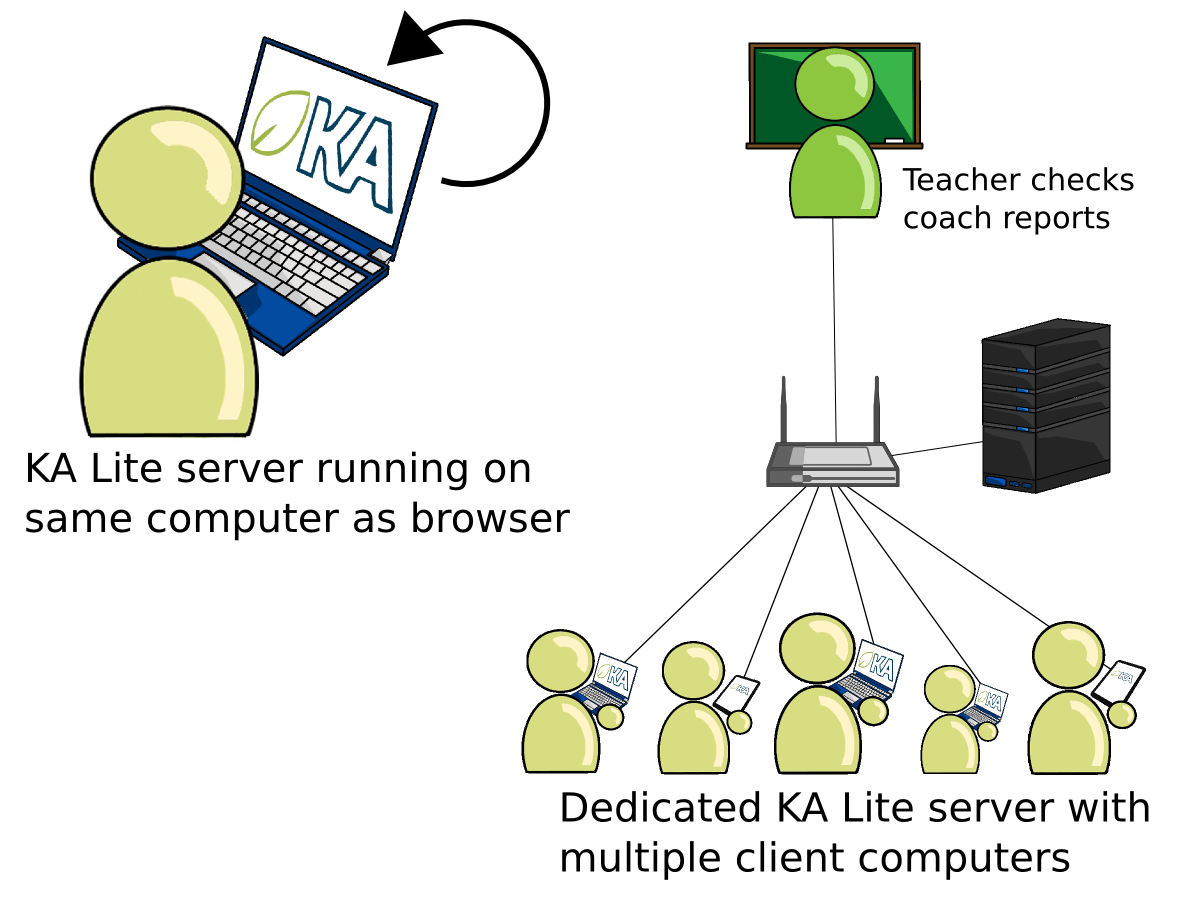 KA
KA Lite server running on
same computer as browser
Teacher checks
coach reports
KA
KA
KA
KA
KA
Dedicated KA Lite server with
multiple client computers